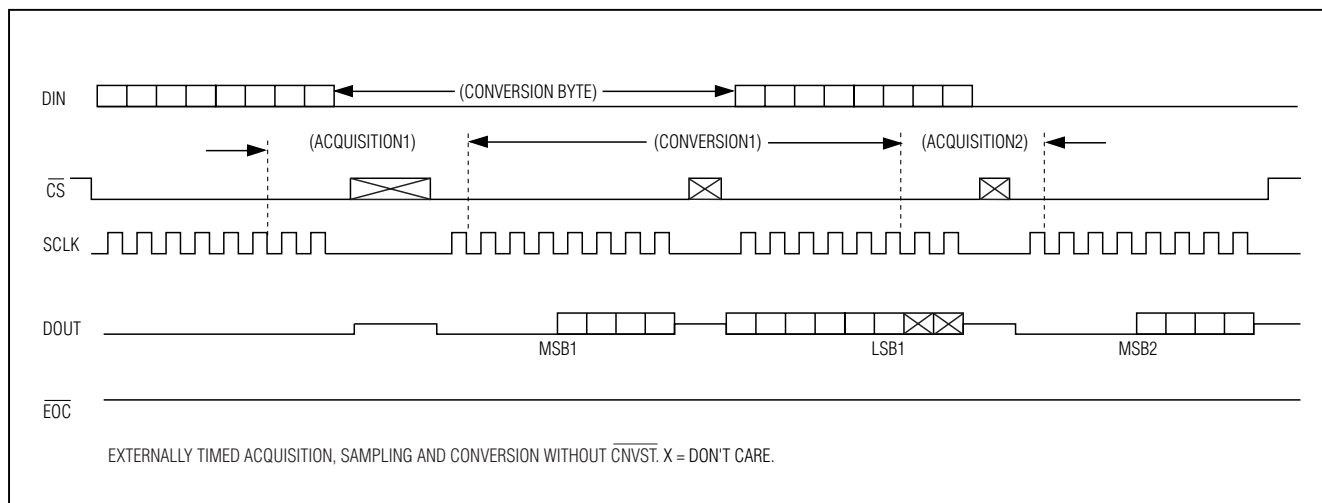 DIN
(CONVERSION BYTE)
(ACQUISITION1)
(CONVERSION1)
(ACQUISITION2)
CS
SCLK
DOUT
MSB1
LSB1
MSB2
EOC
EXTERNALLY TIMED ACQUISITION, SAMPLING AND CONVERSION WITHOUT CNVST. X = DON'T CARE.